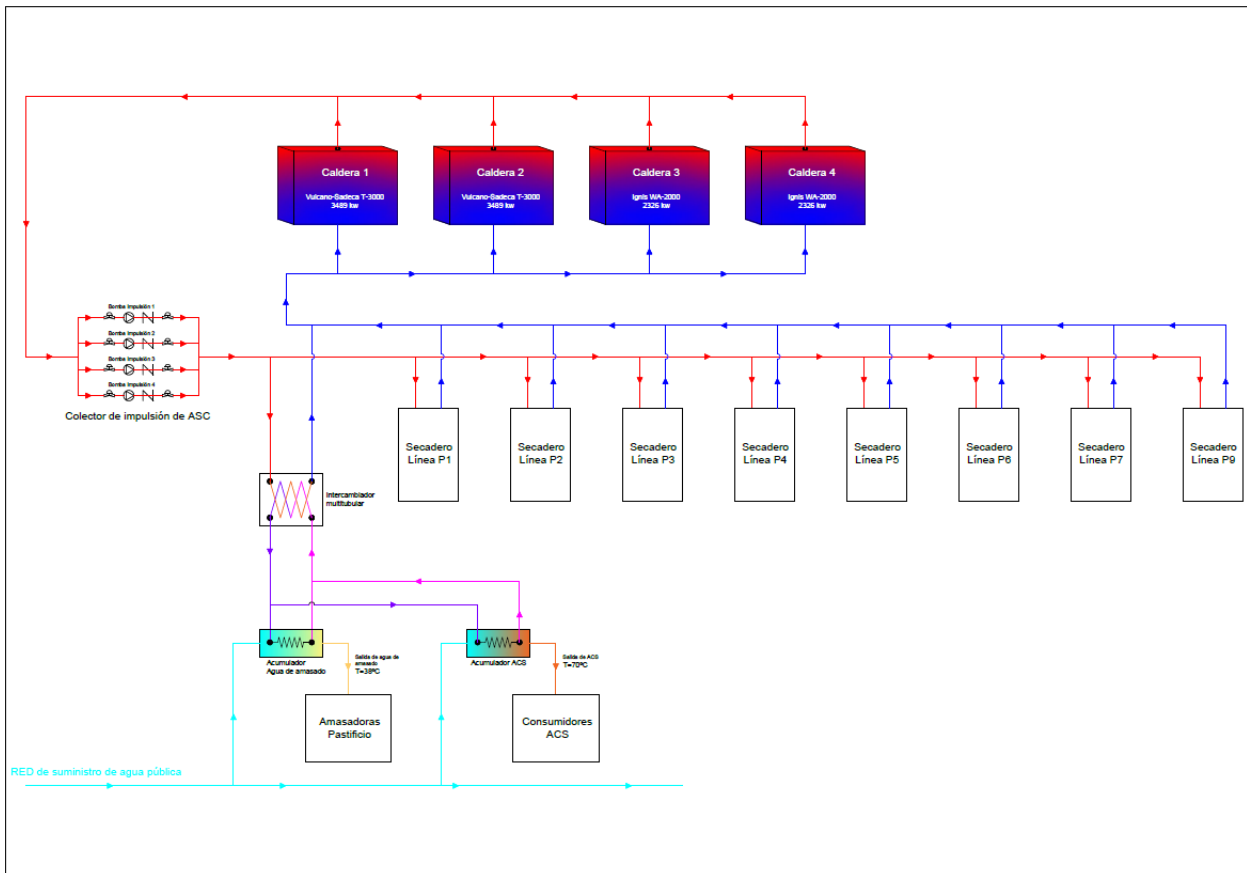 Caldera 1
Vulcano-Sadeca T-3000
3489 kw
Caldera 2
Vulcano-Sadeca T-3000
3489 kw
Caldera 3
Ignis WA-2000
2326 kw
Caldera 4
Ignis WA-2000
2326 kw
Bomba Impulsión 1
Bomba Impulsión 2
Bomba Impulsión 3
Bomba Impulsión 4
Colector de impulsión de ASC
Secadero
Línea P1
Secadero
Línea P2
Secadero
Línea P3
Secadero
Línea P4
Secadero
Línea P5
Secadero
Línea P6
Secadero
Línea P7
Secadero
Línea P9
Intercambiador
multitubular
Acumulador
Agua de amasado
Salida de agua de
amasado
T=38ºC
Acumulador ACS
Salida de ACS
T=70ºC
Amasadoras
Pastificio
Consumidores
ACS
RED de suministro de agua pública